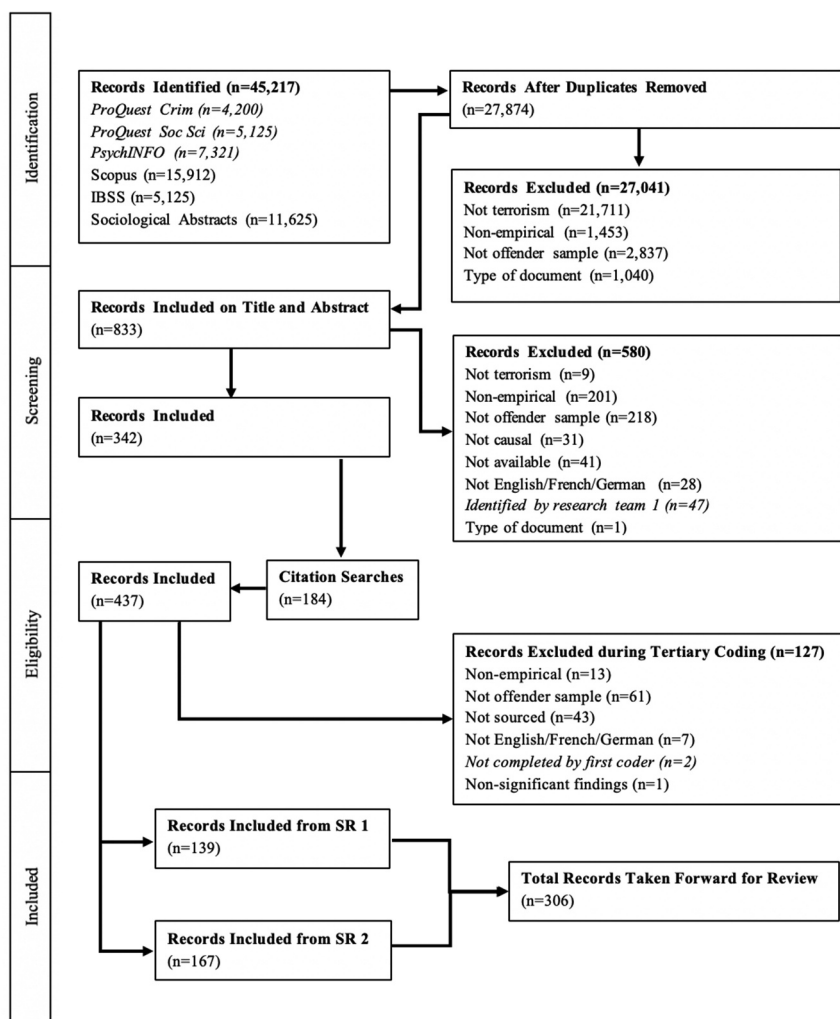 Identification
Records Identified (n=45,217)
ProQuest Crim (n=4,200)
ProQuest Soc Sci (n=5,125)
PsychINFO (n=7,321)
Scopus (n=15,912)
IBSS (n=5,125)
Sociological Abstracts (n=11,625)
Records After Duplicates Removed
(n=27,874)
Records Excluded (n=27,041)
Not terrorism (n=21,711)
Non-empirical (n=1,453)
Not offender sample (n=2,837)
Type of document (n=1,040)
Screening
Records Included on Title and Abstract
(n=833)
Records Included
(n=342)
Records Excluded (n=580)
Not terrorism (n=9)
Non-empirical (n=201)
Not offender sample (n=218)
Not causal (n=31)
Not available (n=41)
Not English/French/German (n=28)
Identified by research team 1 (n=47)
Type of document (n=1)
Eligibility
Records Included
(n=437)
Citation Searches
(n=184)
Records Excluded during Tertiary Coding (n=127)
Non-empirical (n=13)
Not offender sample (n=61)
Not sourced (n=43)
Not English/French/German (n=7)
Not completed by first coder (n=2)
Non-significant findings (n=1)
Included
Records Included from SR 1
(n=139)
Records Included from SR 2
(n=167)
Total Records Taken Forward for Review
(n=306)